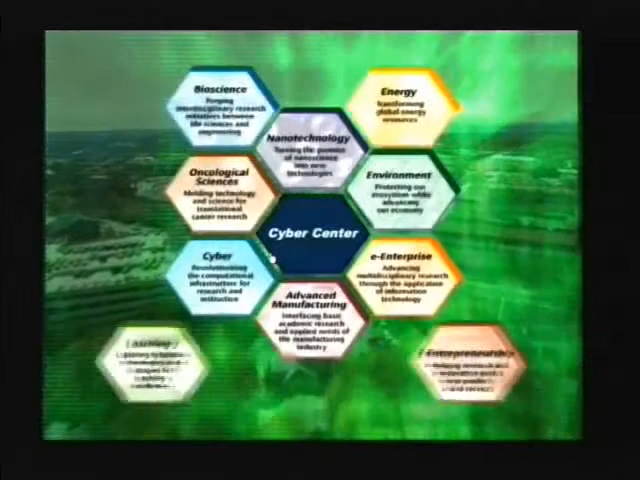 Bioscience
Forging
interdisciplinary research
initiatives between
life sciences and
engineering
Energy
Transforming
global energy
resources
Nanotechnology
Turning the promise
of nanoscience
into new
technologies
Oncological
Sciences
Melding technology
and science for
translational
cancer research
Environment
Protecting our
ecosystem while
advancing
our economy
Cyber Center
Cyber
Revolutionizing
the computational
infrastructure for
research and
instruction
e-Enterprise
Advancing
multidisciplinary research
through the application
of information
technology
Advanced
Manufacturing
Interfacing basic
academic research
and applied needs of
the manufacturing
industry
Learning
Entrepreneurship